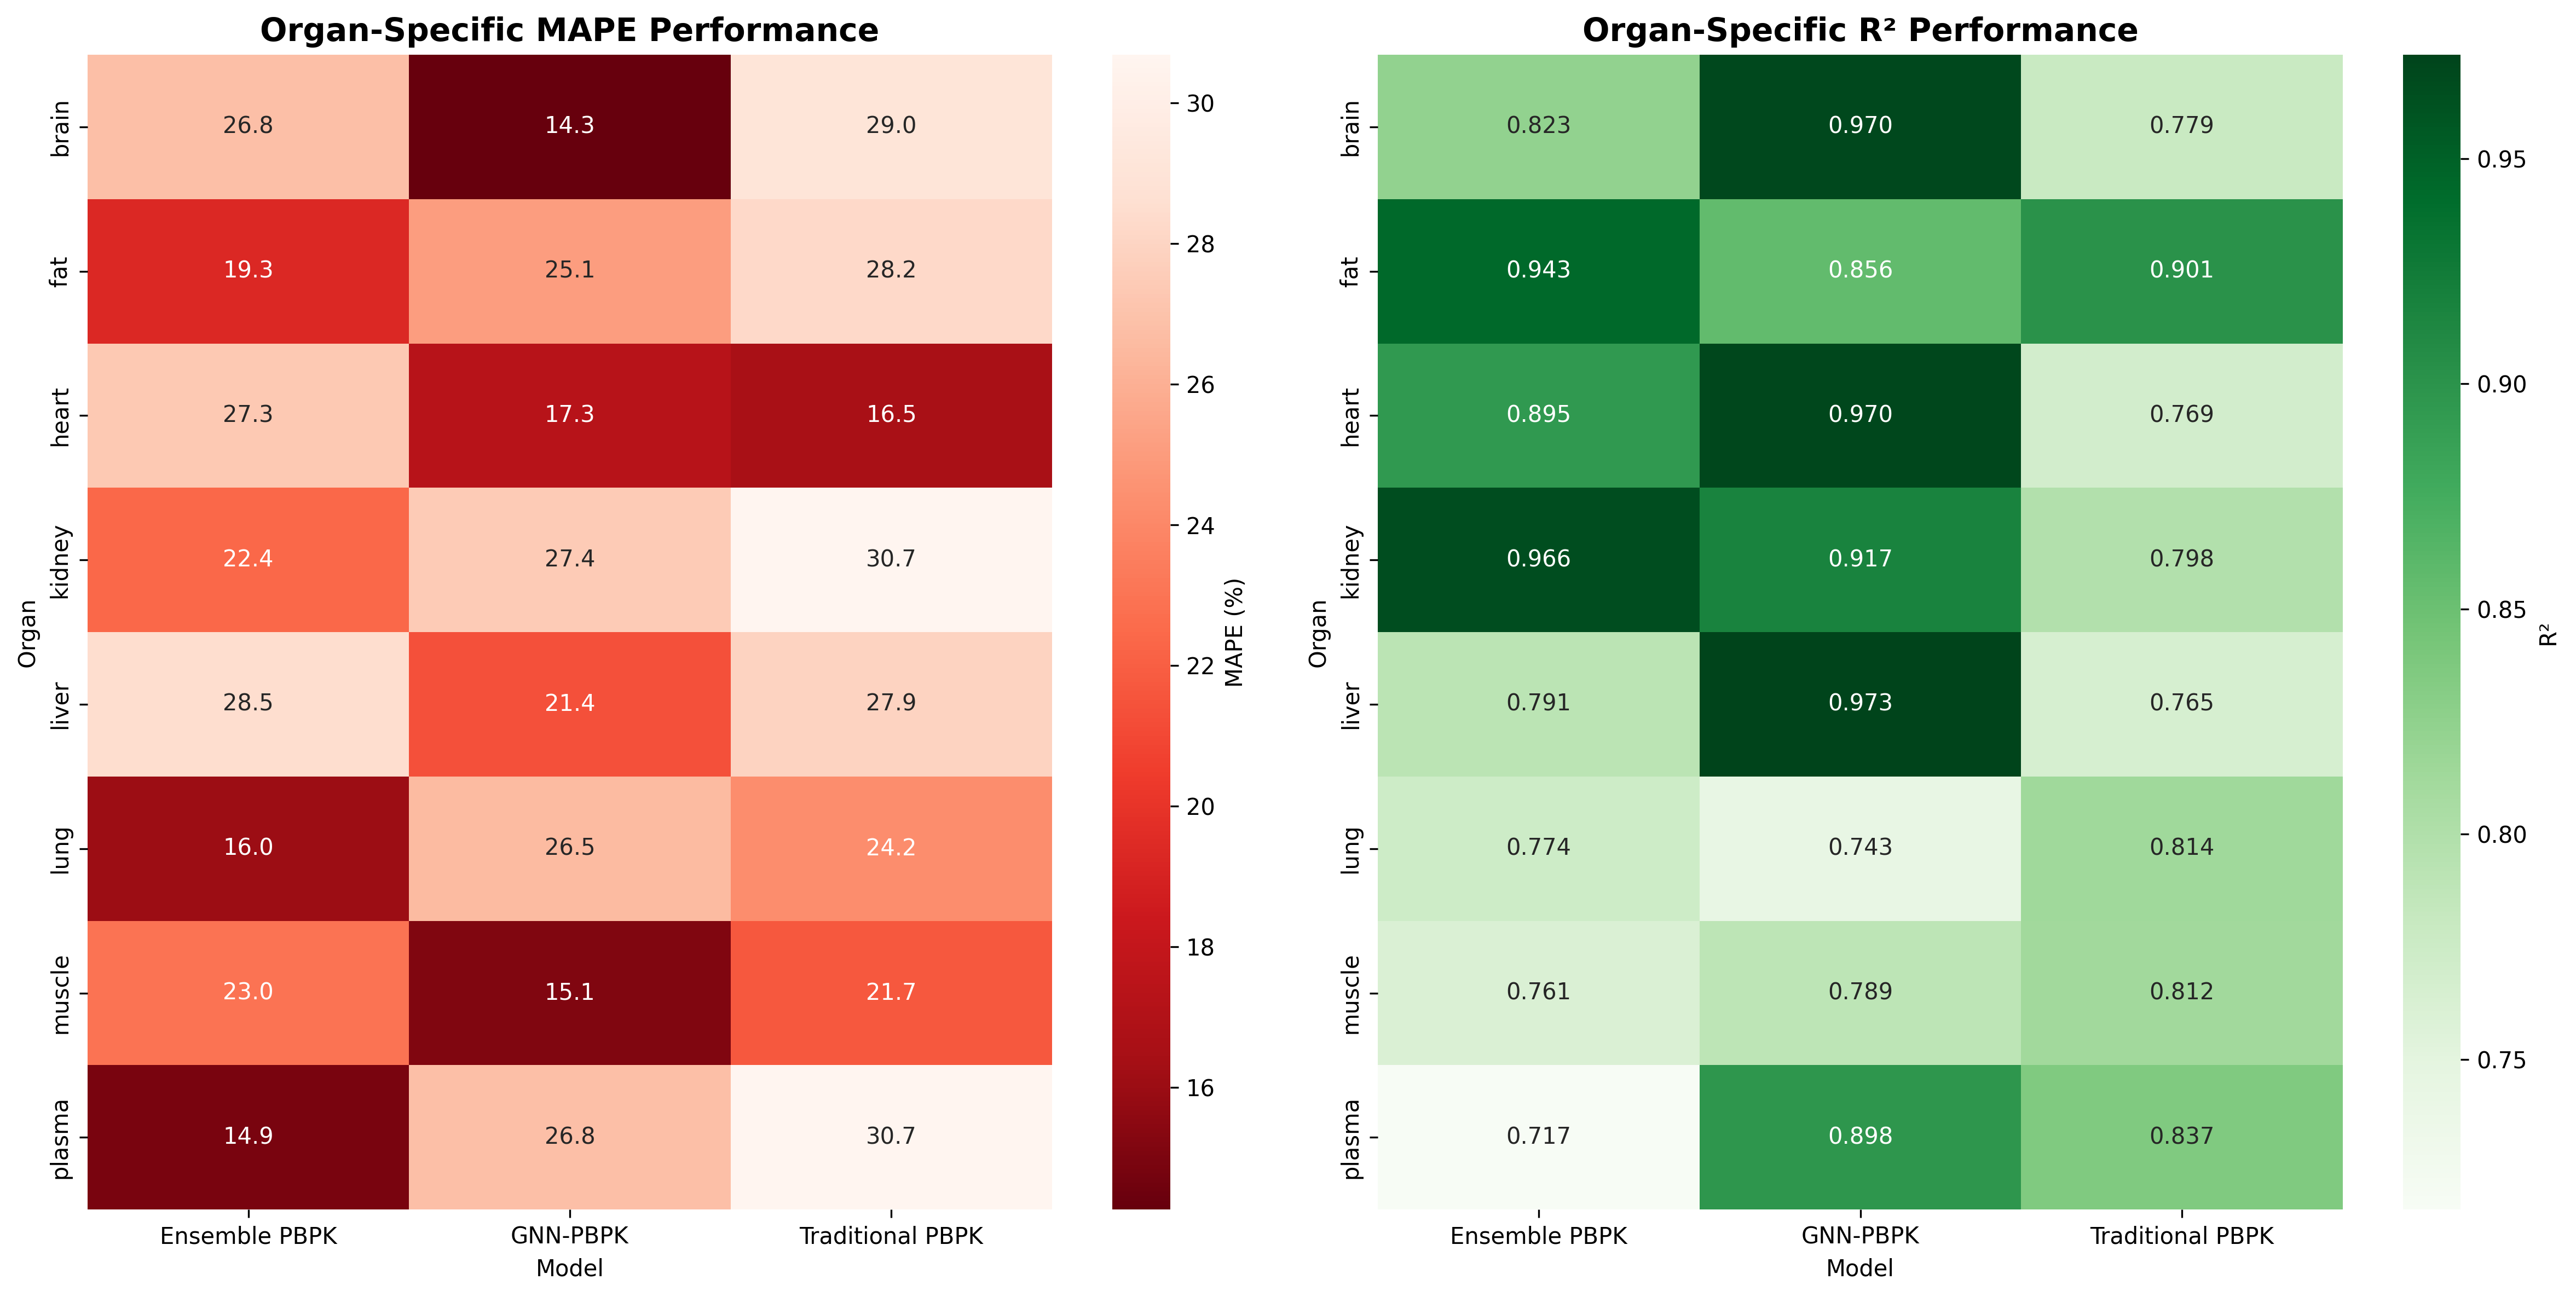 Organ-Specific MAPE Performance
Organ
brain 26.8 14.3 29.0
fat 19.3 25.1 28.2
heart 27.3 17.3 16.5
kidney 22.4 27.4 30.7
liver 28.5 21.4 27.9
lung 16.0 26.5 24.2
muscle 23.0 15.1 21.7
plasma 14.9 26.8 30.7
Ensemble PBPK GNN-PBPK Traditional PBPK
Model
30
28
26
24
22
20
18
16
MAPE (%)
Organ-Specific R² Performance
Organ
brain 0.823 0.970 0.779
fat 0.943 0.856 0.901
heart 0.895 0.970 0.769
kidney 0.966 0.917 0.798
liver 0.791 0.973 0.765
lung 0.774 0.743 0.814
muscle 0.761 0.789 0.812
plasma 0.717 0.898 0.837
Ensemble PBPK GNN-PBPK Traditional PBPK
Model
0.95
0.90
0.85
0.80
0.75
R²